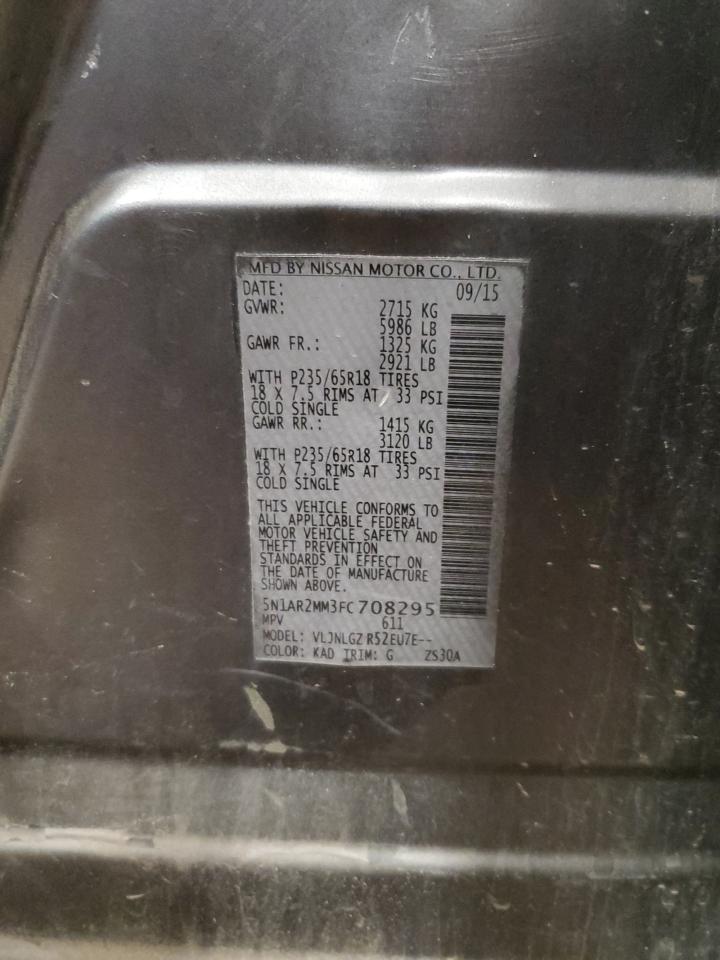 MFD BY NISSAN MOTOR CO., LTD.
DATE: 09/15
GVWR: 2715 KG
5986 LB
GAWR FR.: 1325 KG
2921 LB
WITH P235/65R18 TIRES
18 X 7.5 RIMS AT 33 PSI
COLD SINGLE
GAWR RR.: 1415 KG
3120 LB
WITH P235/65R18 TIRES
18 X 7.5 RIMS AT 33 PSI
COLD SINGLE
THIS VEHICLE CONFORMS TO
ALL APPLICABLE FEDERAL
MOTOR VEHICLE SAFETY AND
THEFT PREVENTION
STANDARDS IN EFFECT ON
THE DATE OF MANUFACTURE
SHOWN ABOVE.
5N1AR2MM3FC708295
MPV 611
MODEL: VLJNLGZ R52EU7E--
COLOR: KAD TRIM: G ZS30A